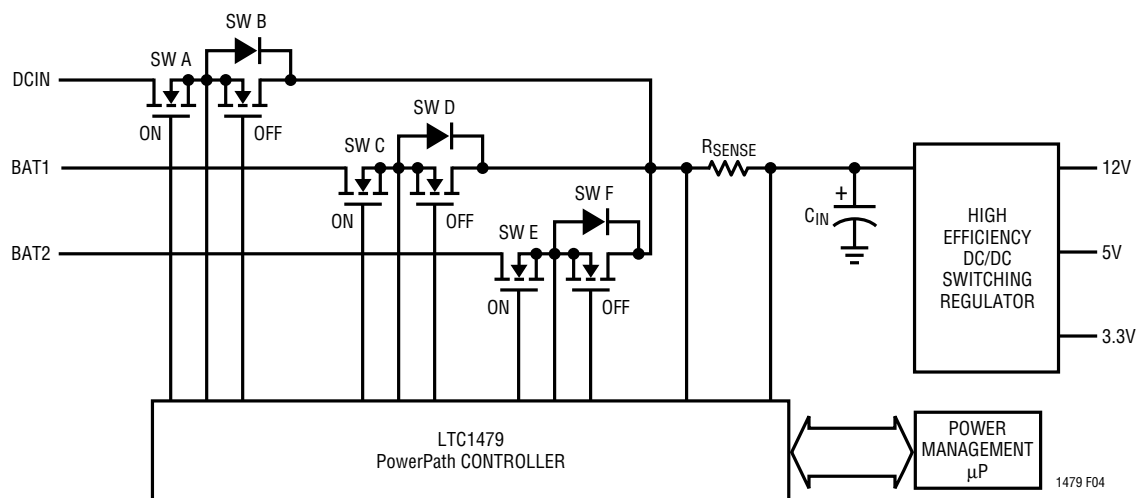 SW B
SW A
DCIN
ON
OFF
SW D
SW C
BAT1
RSENSE
12V
ON
OFF
SW F
+
CIN
HIGH
EFFICIENCY
DC/DC
SWITCHING
REGULATOR
SW E
BAT2
5V
ON
OFF
3.3V
LTC1479
PowerPath CONTROLLER
POWER
MANAGEMENT
µP
1479 F04